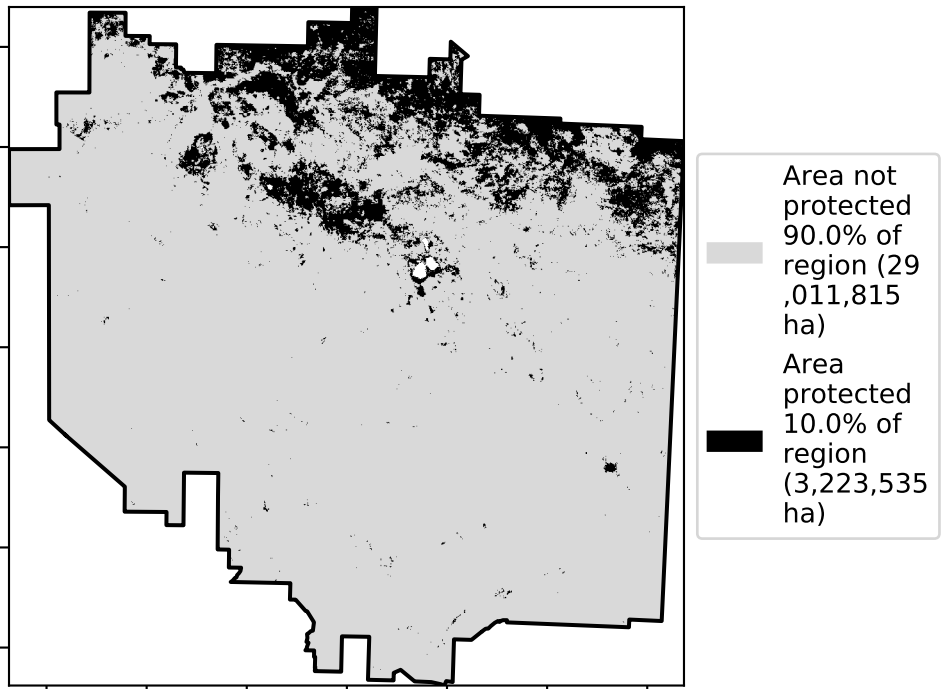 Area not
protected
90.0% of
region (29
,011,815
ha)
Area
protected
10.0% of
region
(3,223,535
ha)